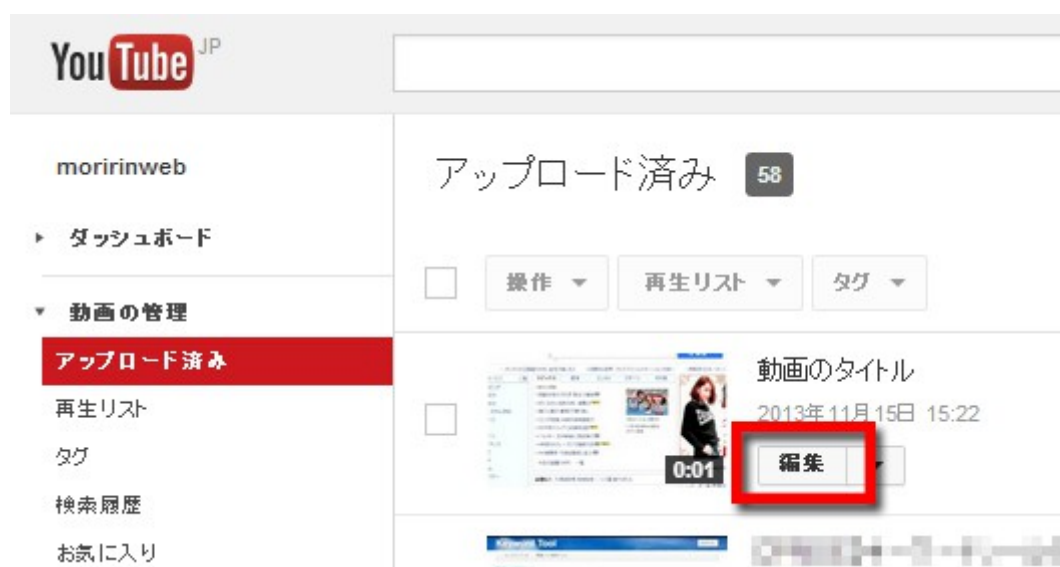 YouTube JP
moririnweb
ダッシュボード
動画の管理
アップロード済み
再生リスト
タグ
検索履歴
お気に入り
アップロード済み 58
操作 再生リスト タグ
動画のタイトル
2013年11月15日 15:22
編集
0:01
Keyword Tool